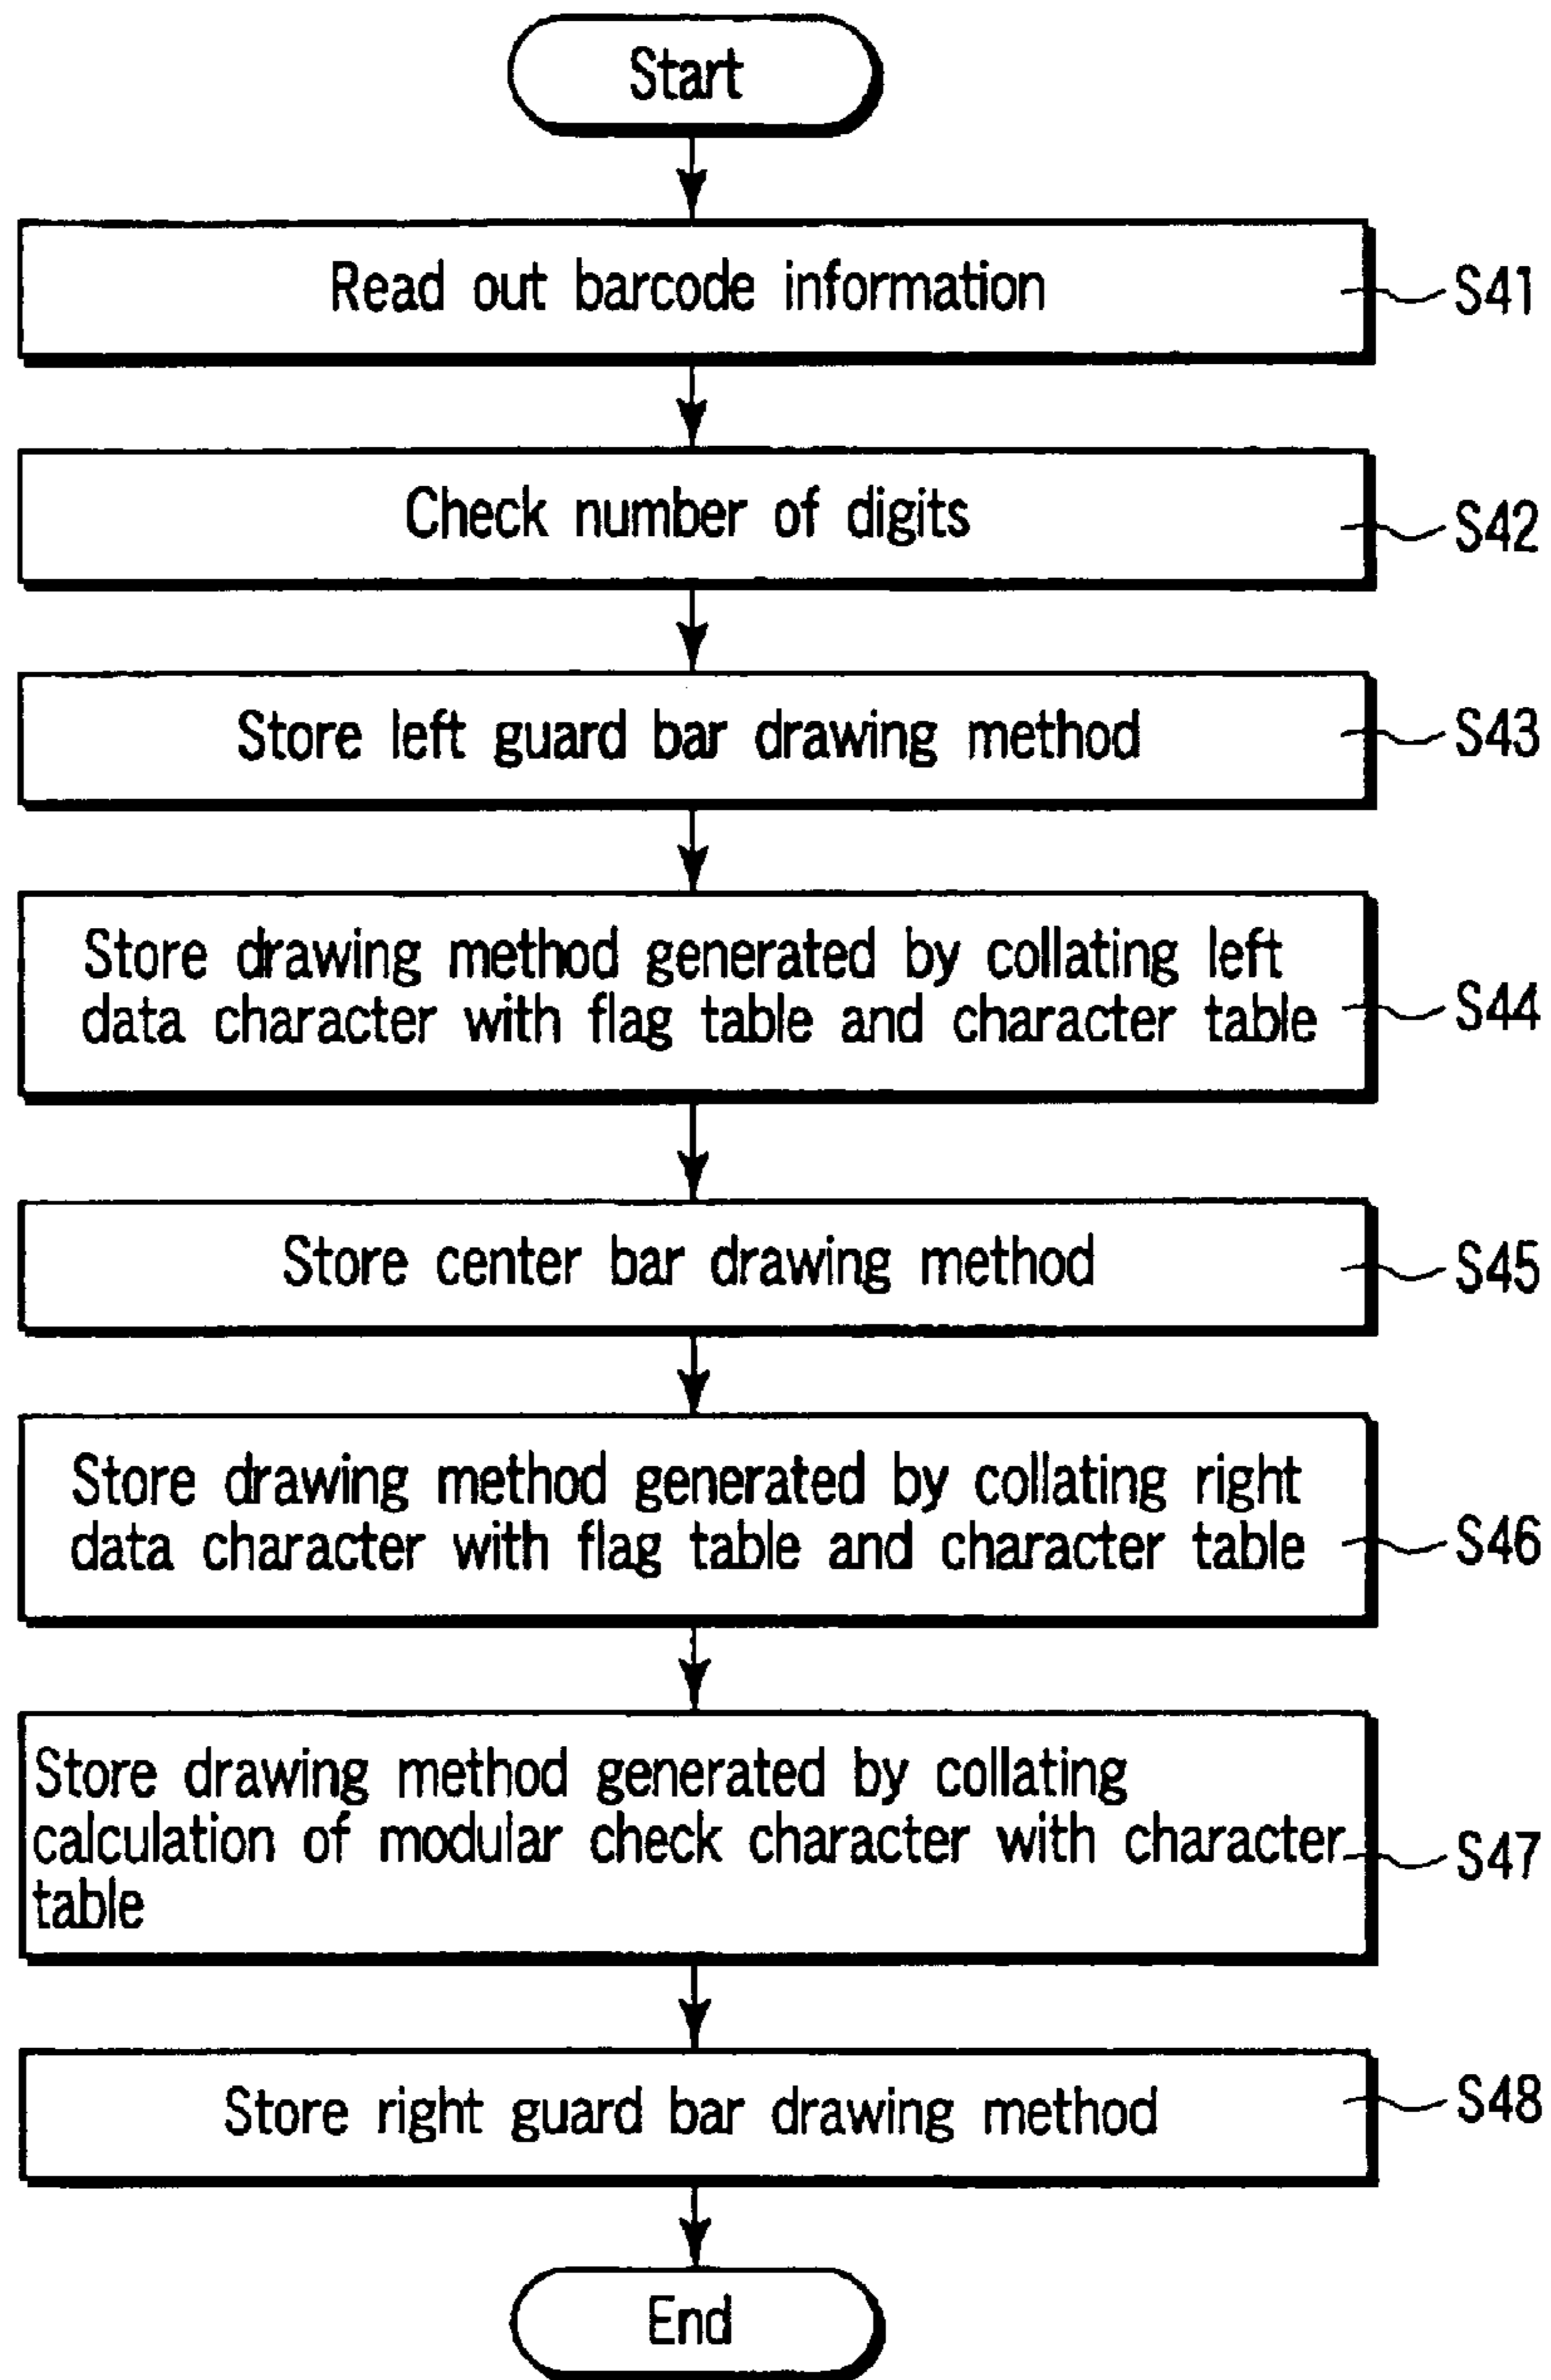 Start
Read out barcode information
S41
Check number of digits
S42
Store left guard bar drawing method
S43
Store drawing method generated by collating left
data character with flag table and character table
S44
Store center bar drawing method
S45
Store drawing method generated by collating right
data character with flag table and character table
S46
Store drawing method generated by collating
calculation of modular check character with character
table
S47
Store right guard bar drawing method
S48
End